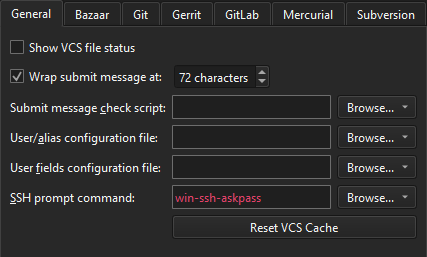 General Bazaar Git Gerrit GitLab Mercurial Subversion
Show VCS file status
Wrap submit message at: 72 characters
Submit message check script: Browse...
User/alias configuration file: Browse...
User fields configuration file: Browse...
SSH prompt command: win-ssh-askpass Browse...
Reset VCS Cache